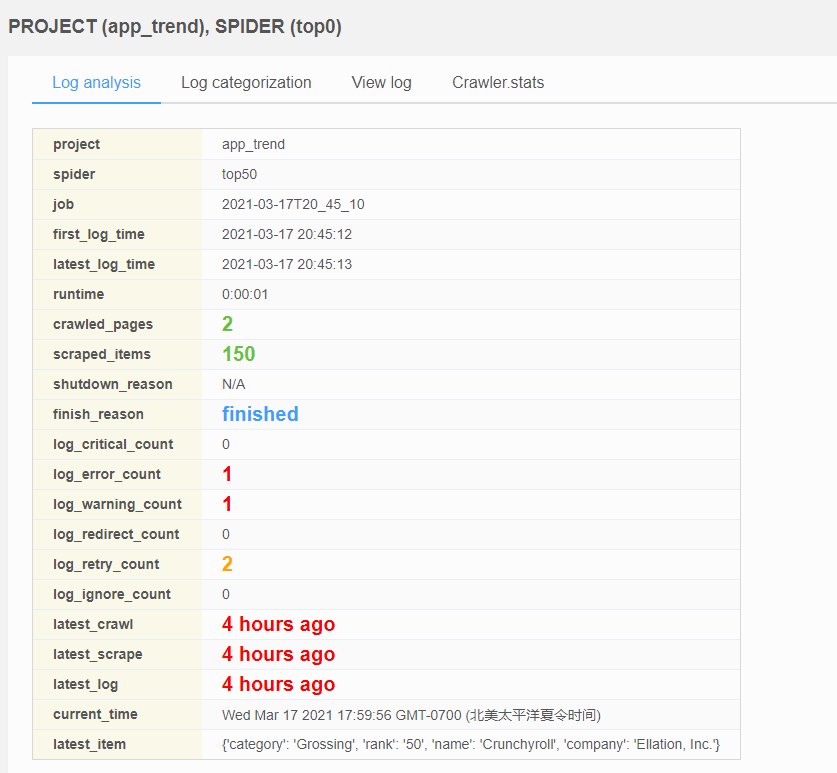 PROJECT (app_trend), SPIDER (top0)
Log analysis Log categorization View log Crawler.stats
project app_trend
spider top50
job 2021-03-17T20_45_10
first_log_time 2021-03-17 20:45:12
latest_log_time 2021-03-17 20:45:13
runtime 0:00:01
crawled_pages 2
scraped_items 150
shutdown_reason N/A
finish_reason finished
log_critical_count 0
log_error_count 1
log_warning_count 1
log_redirect_count 0
log_retry_count 2
log_ignore_count 0
latest_crawl 4 hours ago
latest_scrape 4 hours ago
latest_log 4 hours ago
current_time Wed Mar 17 2021 17:59:56 GMT-0700 (北美太平洋夏令时间)
latest_item {'category': 'Grossing', 'rank': '50', 'name': 'Crunchyroll', 'company': 'Ellation, Inc.'}